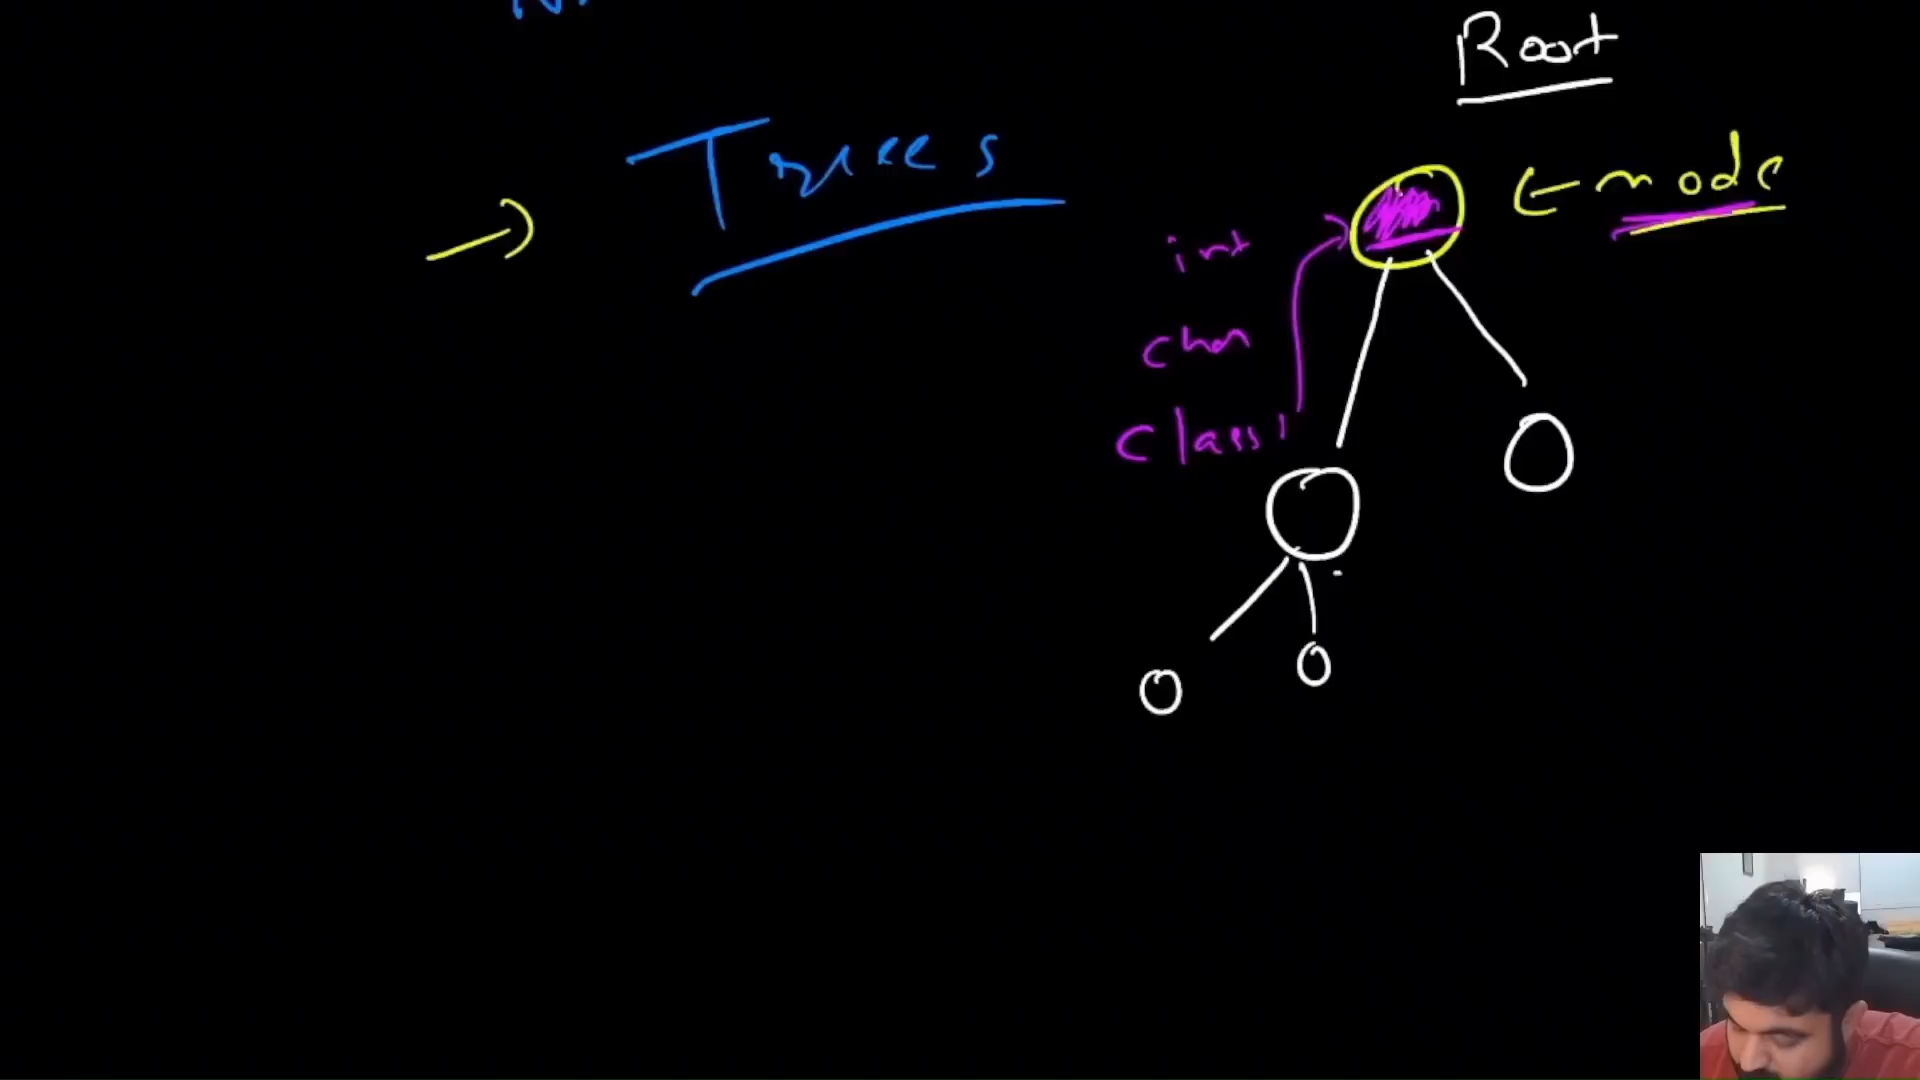 Root
Trees
← node
int
char
class